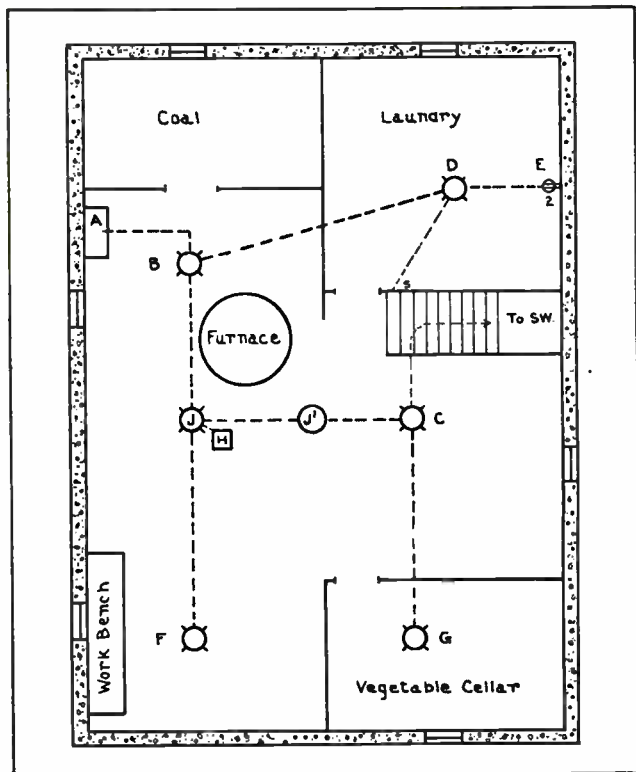 Coal
Laundry
D
E
2
A
B
S
To SW.
Furnace
J
J'
C
H
Work Bench
F
G
Vegetable Cellar